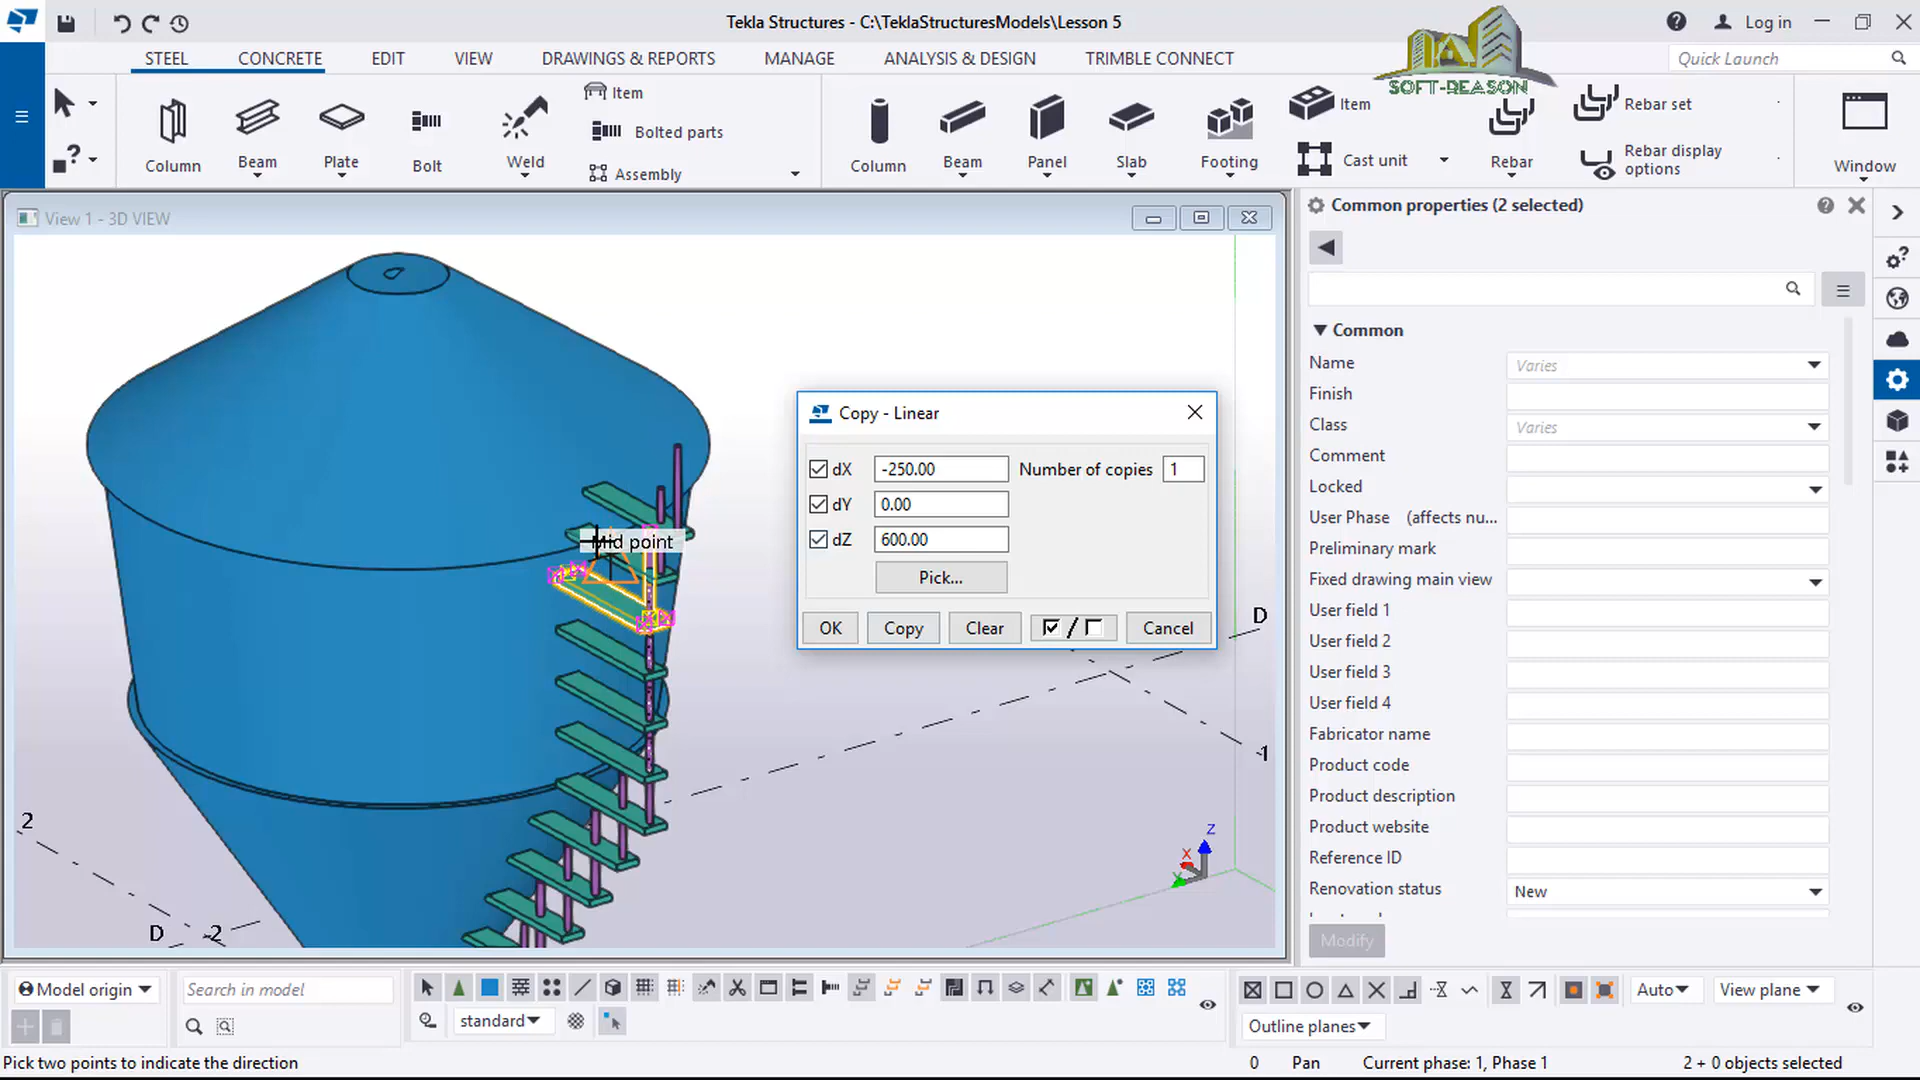 Tekla Structures - C:\TeklaStructuresModels\Lesson 5
Log in
STEEL CONCRETE EDIT VIEW DRAWINGS & REPORTS MANAGE ANALYSIS & DESIGN TRIMBLE CONNECT
Quick Launch
SOFT-REASON
Column Beam Plate Bolt Weld
Item
Bolted parts
Assembly
Column Beam Panel Slab Footing
Item
Cast unit
Rebar
Rebar set
Rebar display options
Window
View 1 - 3D VIEW
Mid point
D
-1
2
D
-2
Z
X
Y
Copy - Linear
dX -250.00 Number of copies 1
dY 0.00
dZ 600.00
Pick...
OK Copy Clear / Cancel
Common properties (2 selected)
Common
Name Varies
Finish
Class Varies
Comment
Locked
User Phase (affects nu...
Preliminary mark
Fixed drawing main view
User field 1
User field 2
User field 3
User field 4
Fabricator name
Product code
Product description
Product website
Reference ID
Renovation status New
Modify
Model origin
Search in model
standard
Auto
View plane
Outline planes
Pick two points to indicate the direction
0 Pan Current phase: 1, Phase 1 2 + 0 objects selected